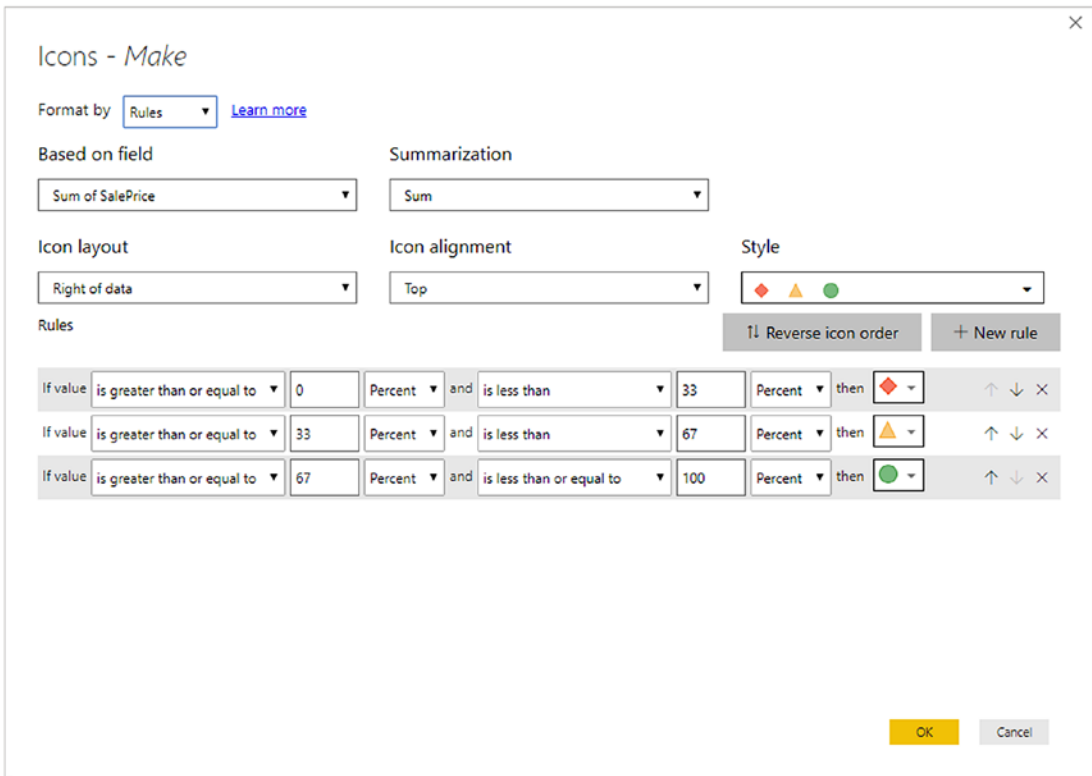 Icons - Make
Format by Rules Learn more
Based on field Summarization
Sum of SalePrice Sum
Icon layout Icon alignment Style
Right of data Top
Rules Reverse icon order + New rule
If value is greater than or equal to 0 Percent and is less than 33 Percent then
If value is greater than or equal to 33 Percent and is less than 67 Percent then
If value is greater than or equal to 67 Percent and is less than or equal to 100 Percent then
OK Cancel